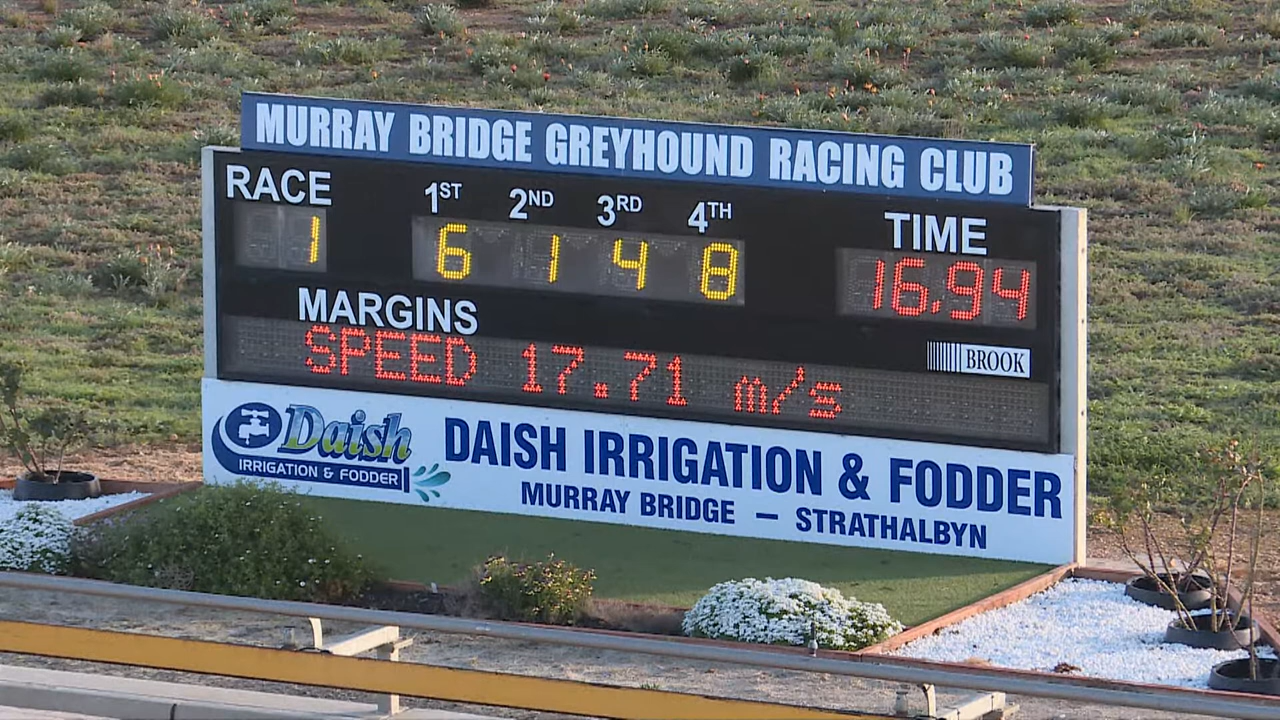 MURRAY BRIDGE GREYHOUND RACING CLUB
RACE 1ST 2ND 3RD 4TH TIME
1 6 1 4 8 16.94
MARGINS
BROOK
SPEED 17.71 m/s
Daish
IRRIGATION & FODDER
DAISH IRRIGATION & FODDER
MURRAY BRIDGE – STRATHALBYN